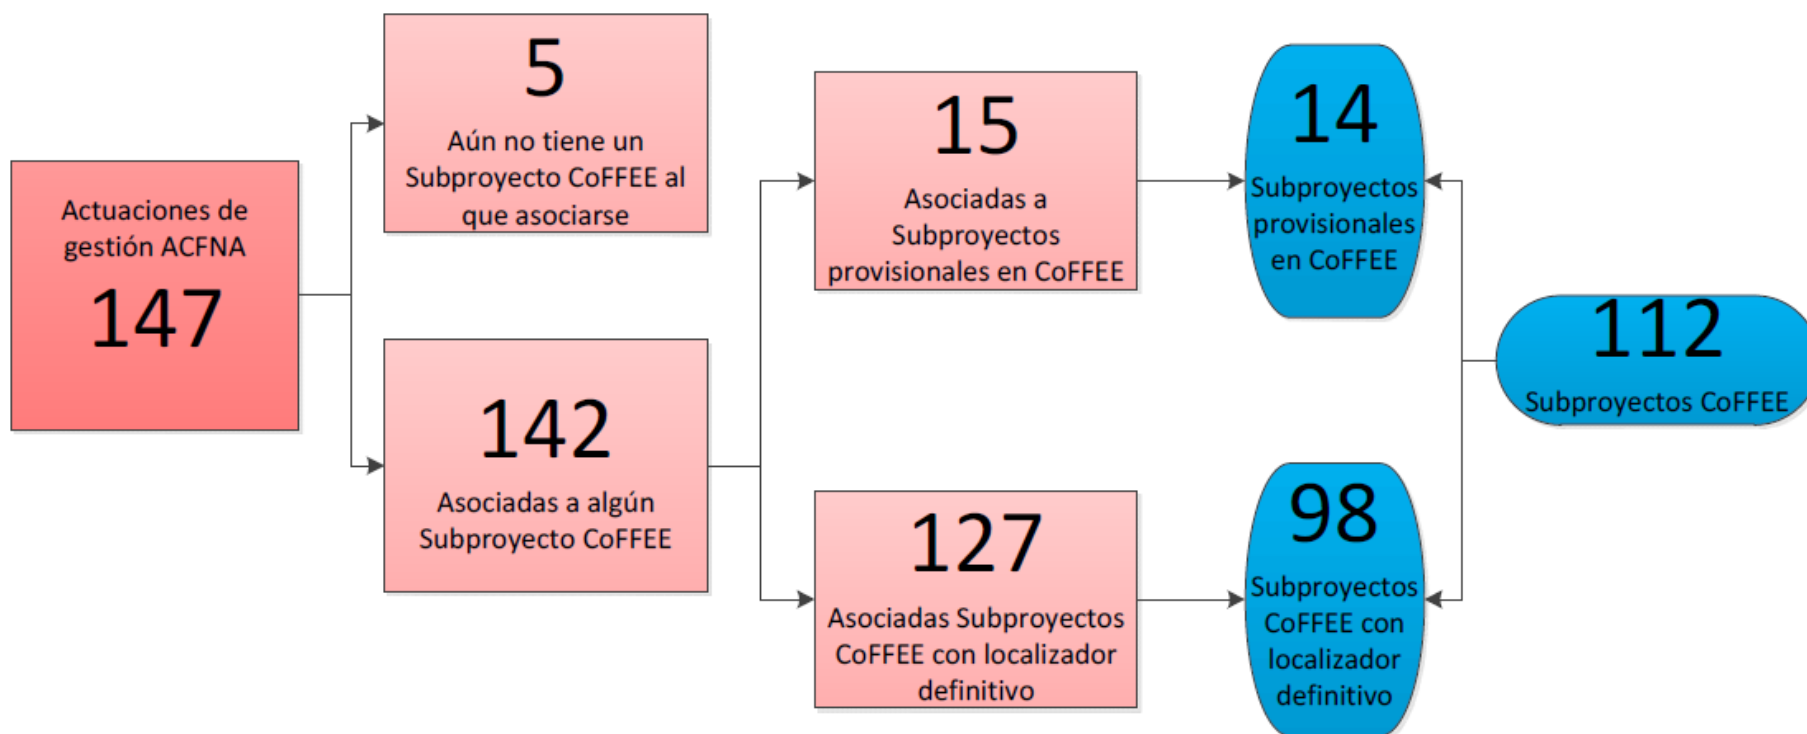 Actuaciones de
gestión ACFNA
147
5
Aún no tiene un
Subproyecto CoFFEE al
que asociarse
142
Asociadas a algún
Subproyecto CoFFEE
15
Asociadas a
Subproyectos
provisionales en CoFFEE
127
Asociadas Subproyectos
CoFFEE con localizador
definitivo
14
Subproyectos
provisionales
en CoFFEE
98
Subproyectos
CoFFEE con
localizador
definitivo
112
Subproyectos CoFFEE